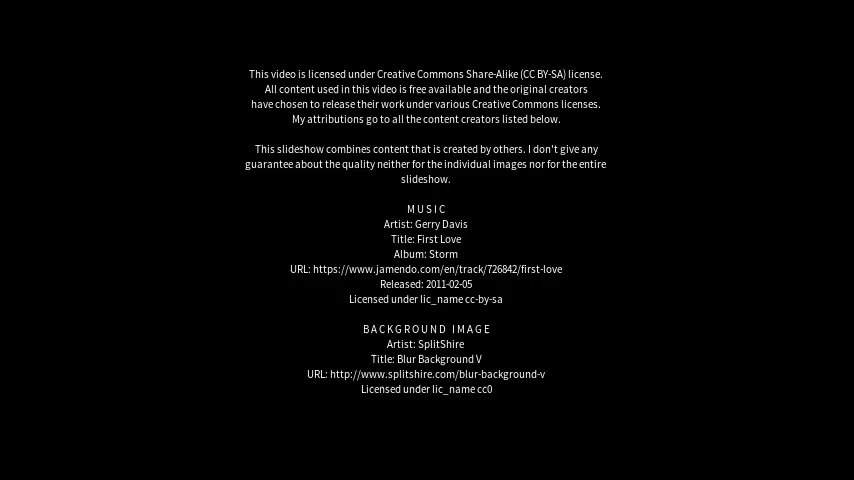 This video is licensed under Creative Commons Share-Alike (CC BY-SA) license.
All content used in this video is free available and the original creators
have chosen to release their work under various Creative Commons licenses.
My attributions go to all the content creators listed below.
This slideshow combines content that is created by others. I don't give any
guarantee about the quality neither for the individual images nor for the entire
slideshow.
MUSIC
Artist: Gerry Davis
Title: First Love
Album: Storm
URL: https://www.jamendo.com/en/track/726842/first-love
Released: 2011-02-05
Licensed under lic_name cc-by-sa
BACKGROUND IMAGE
Artist: SplitShire
Title: Blur Background V
URL: http://www.splitshire.com/blur-background-v
Licensed under lic_name cc0